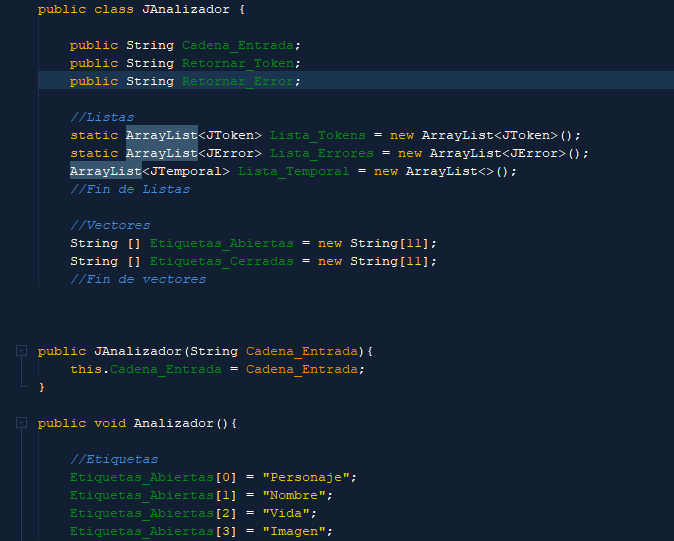 public class JAnalizador {
public String Cadena_Entrada;
public String Retornar_Token;
public String Retornar_Error;
//Listas
static ArrayList<JToken> Lista_Tokens = new ArrayList<JToken>();
static ArrayList<JError> Lista_Errores = new ArrayList<JError>();
ArrayList<JTemporal> Lista_Temporal = new ArrayList<>();
//Fin de Listas
//Vectores
String [] Etiquetas_Abiertas = new String[11];
String [] Etiquetas_Cerradas = new String[11];
//Fin de vectores
public JAnalizador(String Cadena_Entrada){
this.Cadena_Entrada = Cadena_Entrada;
}
public void Analizador(){
//Etiquetas
Etiquetas_Abiertas[0] = "Personaje";
Etiquetas_Abiertas[1] = "Nombre";
Etiquetas_Abiertas[2] = "Vida";
Etiquetas_Abiertas[3] = "Imagen";